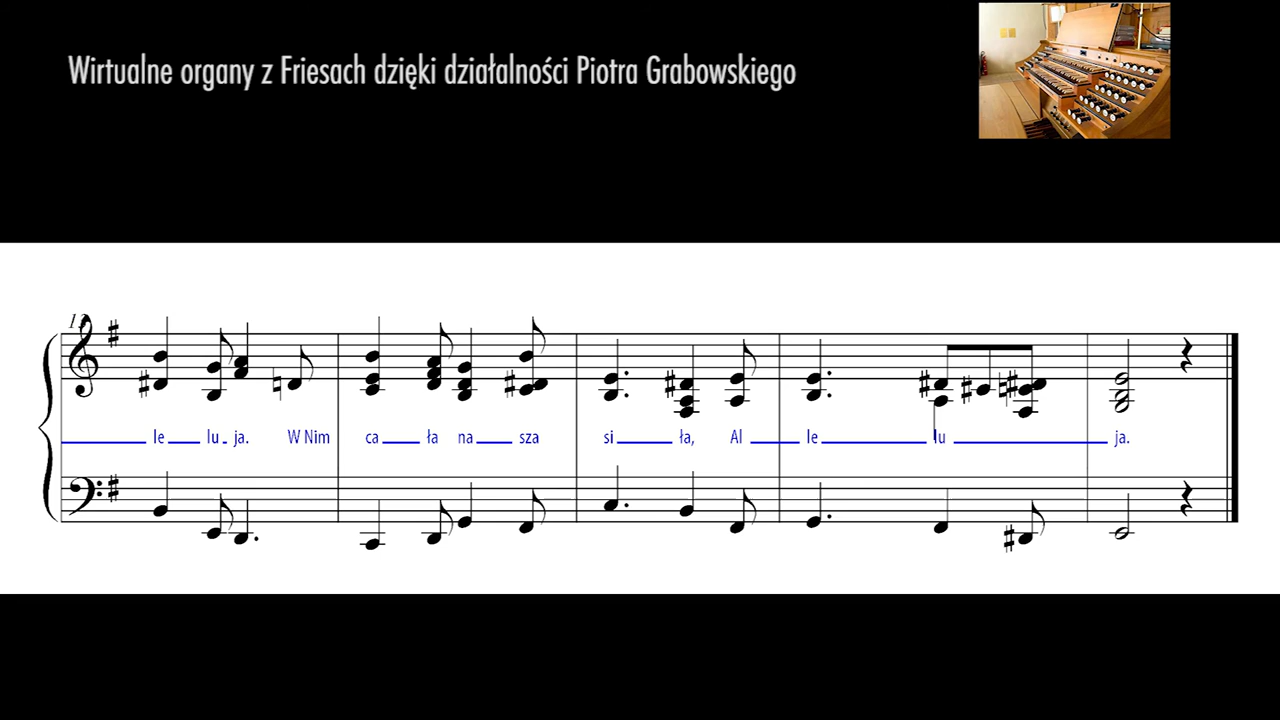 Wirtualne organy z Friesach dzięki działalności Piotra Grabowskiego
le lu ja. W Nim ca ła na sza si ła, Al le lu ja.